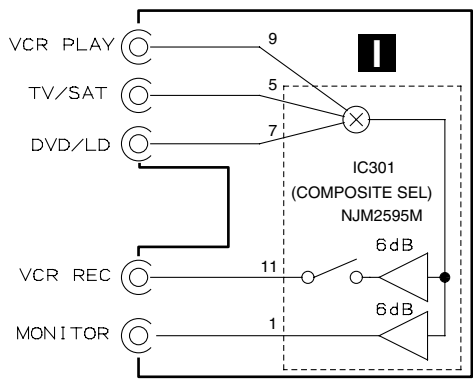 VCR PLAY
9
I
TV/SAT
5
DVD/LD
7
IC301
(COMPOSITE SEL)
NJM2595M
6dB
VCR REC
11
6dB
MONITOR
1